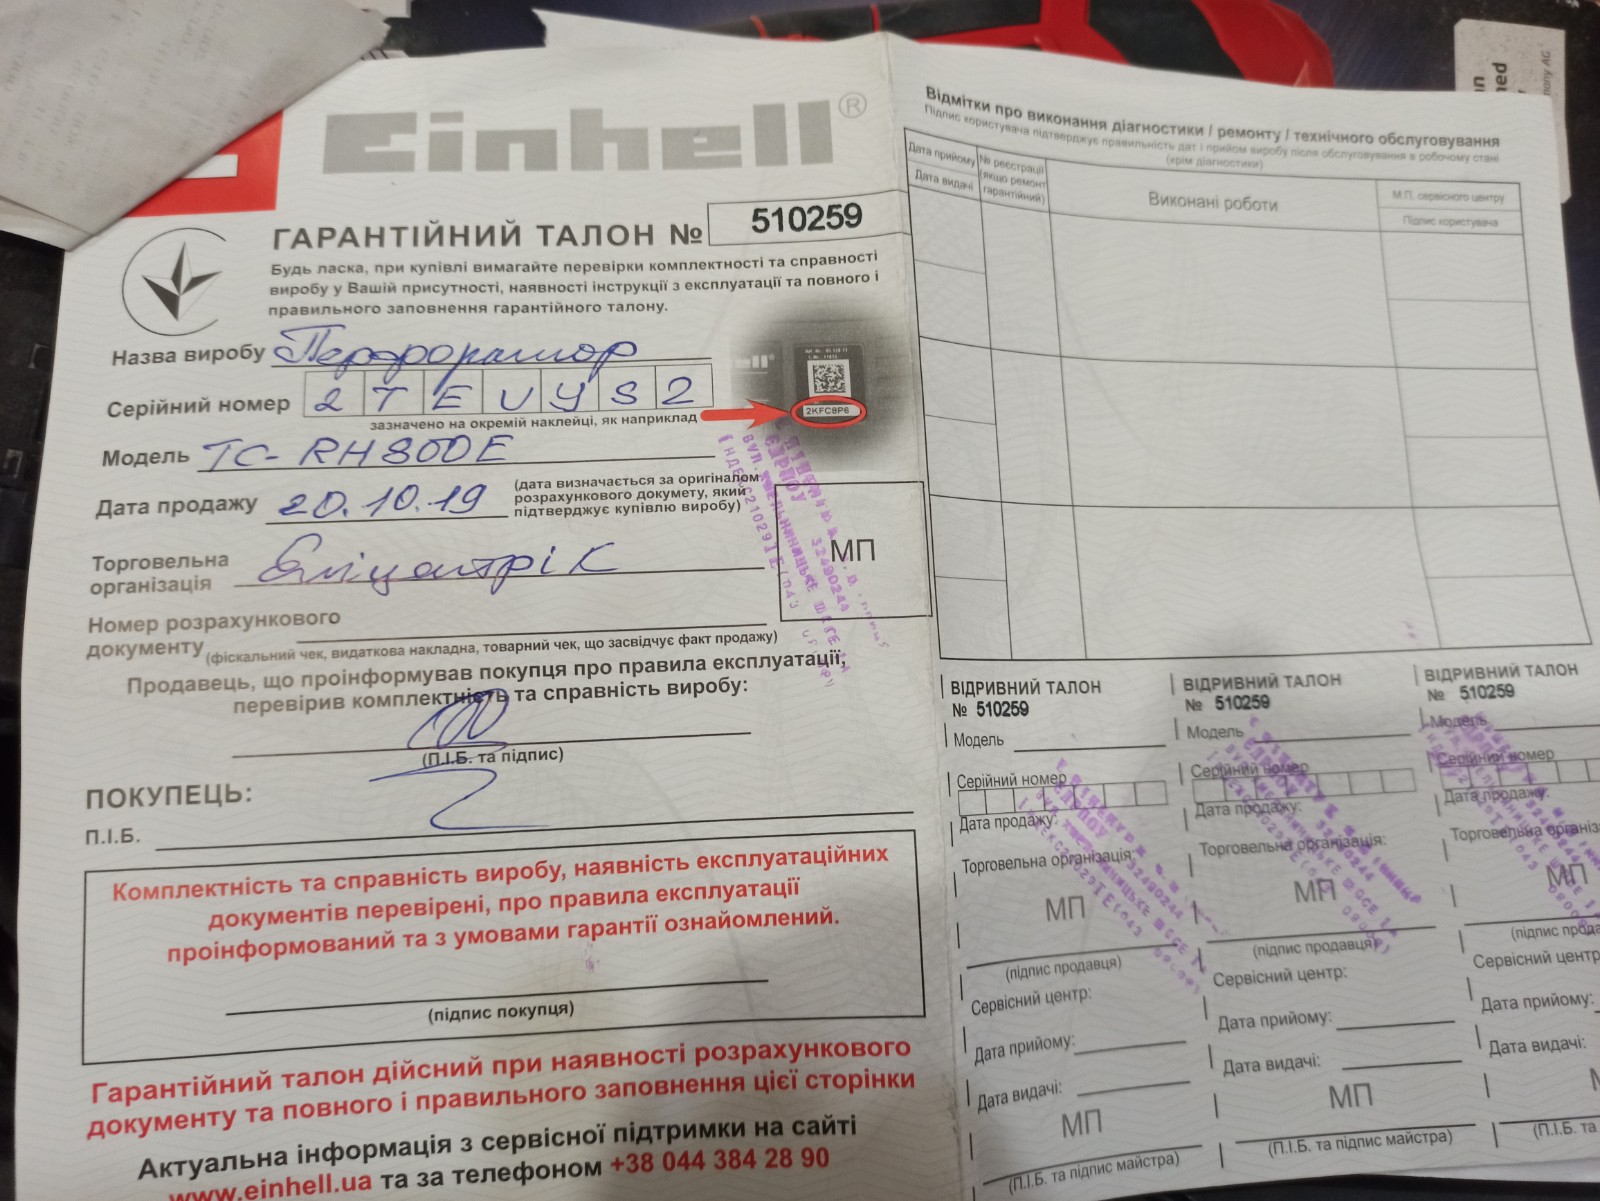 Einhell®
ГАРАНТІЙНИЙ ТАЛОН № 510259
Будь ласка, при купівлі вимагайте перевірки комплектності та справності
виробу у Вашій присутності, наявності інструкції з експлуатації та повного і
правильного заповнення гарантійного талону.
Назва виробу Перфоратор
Серійний номер 2 T E U Y S 2
зазначено на окремій наклейці, як наприклад
2KFC8P6
Модель TC-RH800E
Дата продажу 20.10.19
(дата визначається за оригіналом
розрахункового докумету, який
підтверджує купівлю виробу)
МП
Торговельна
організація Епіцентр К
Номер розрахункового
документу
(фіскальний чек, видаткова накладна, товарний чек, що засвідчує факт продажу)
Продавець, що проінформував покупця про правила експлуатації,
перевірив комплектність та справність виробу:
(П.І.Б. та підпис)
ПОКУПЕЦЬ:
П.І.Б.
Комплектність та справність виробу, наявність експлуатаційних
документів перевірені, про правила експлуатації
проінформований та з умовами гарантії ознайомлений.
(підпис покупця)
Гарантійний талон дійсний при наявності розрахункового
документу та повного і правильного заповнення цієї сторінки
Актуальна інформація з сервісної підтримки на сайті
www.einhell.ua та за телефоном +38 044 384 28 90
Відмітки про виконання діагностики / ремонту / технічного обслуговування
Підпис користувача підтверджує правильність дат і прийом виробу після обслуговування в робочому стані
(крім діагностики)
Дата прийому
Дата видачі
№ реєстрації
(якщо ремонт
гарантійний)
Виконані роботи
М.П. сервісного центру
Підпис користувача
ВІДРИВНИЙ ТАЛОН
№ 510259
Модель
Серійний номер
Дата продажу:
Торговельна організація:
МП
(підпис продавця)
Сервісний центр:
Дата прийому:
Дата видачі:
МП
(П.І.Б. та підпис майстра)
ВІДРИВНИЙ ТАЛОН
№ 510259
Модель
Серійний номер
Дата продажу:
Торговельна організація:
МП
(підпис продавця)
Сервісний центр:
Дата прийому:
Дата видачі:
МП
(П.І.Б. та підпис майстра)
ВІДРИВНИЙ ТАЛОН
№ 510259
Модель
Серійний номер
Дата продажу:
Торговельна організаці
МП
(підпис прода
Сервісний цент
Дата прийому:
Дата видачі:
(П.І.Б. та